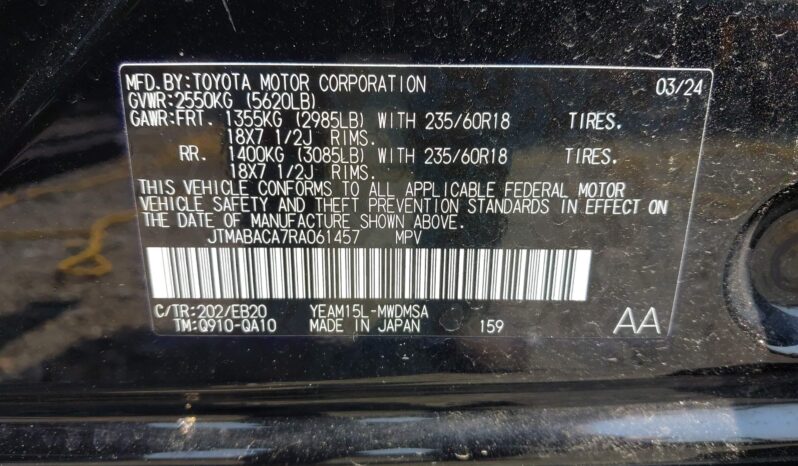 MFD. BY: TOYOTA MOTOR CORPORATION 03/24
GVWR: 2550KG (5620LB)
GAWR: FRT. 1355KG (2985LB) WITH 235/60R18 TIRES.
18X7 1/2J RIMS.
RR. 1400KG (3085LB) WITH 235/60R18 TIRES.
18X7 1/2J RIMS.
THIS VEHICLE CONFORMS TO ALL APPLICABLE FEDERAL MOTOR
VEHICLE SAFETY AND THEFT PREVENTION STANDARDS IN EFFECT ON
THE DATE OF MANUFACTURE SHOWN ABOVE.
JTMABACA7RA061457 MPV
C/TR: 202/EB20 YEAM15L-MWDMSA
TM: Q910-QA10 MADE IN JAPAN 159 AA